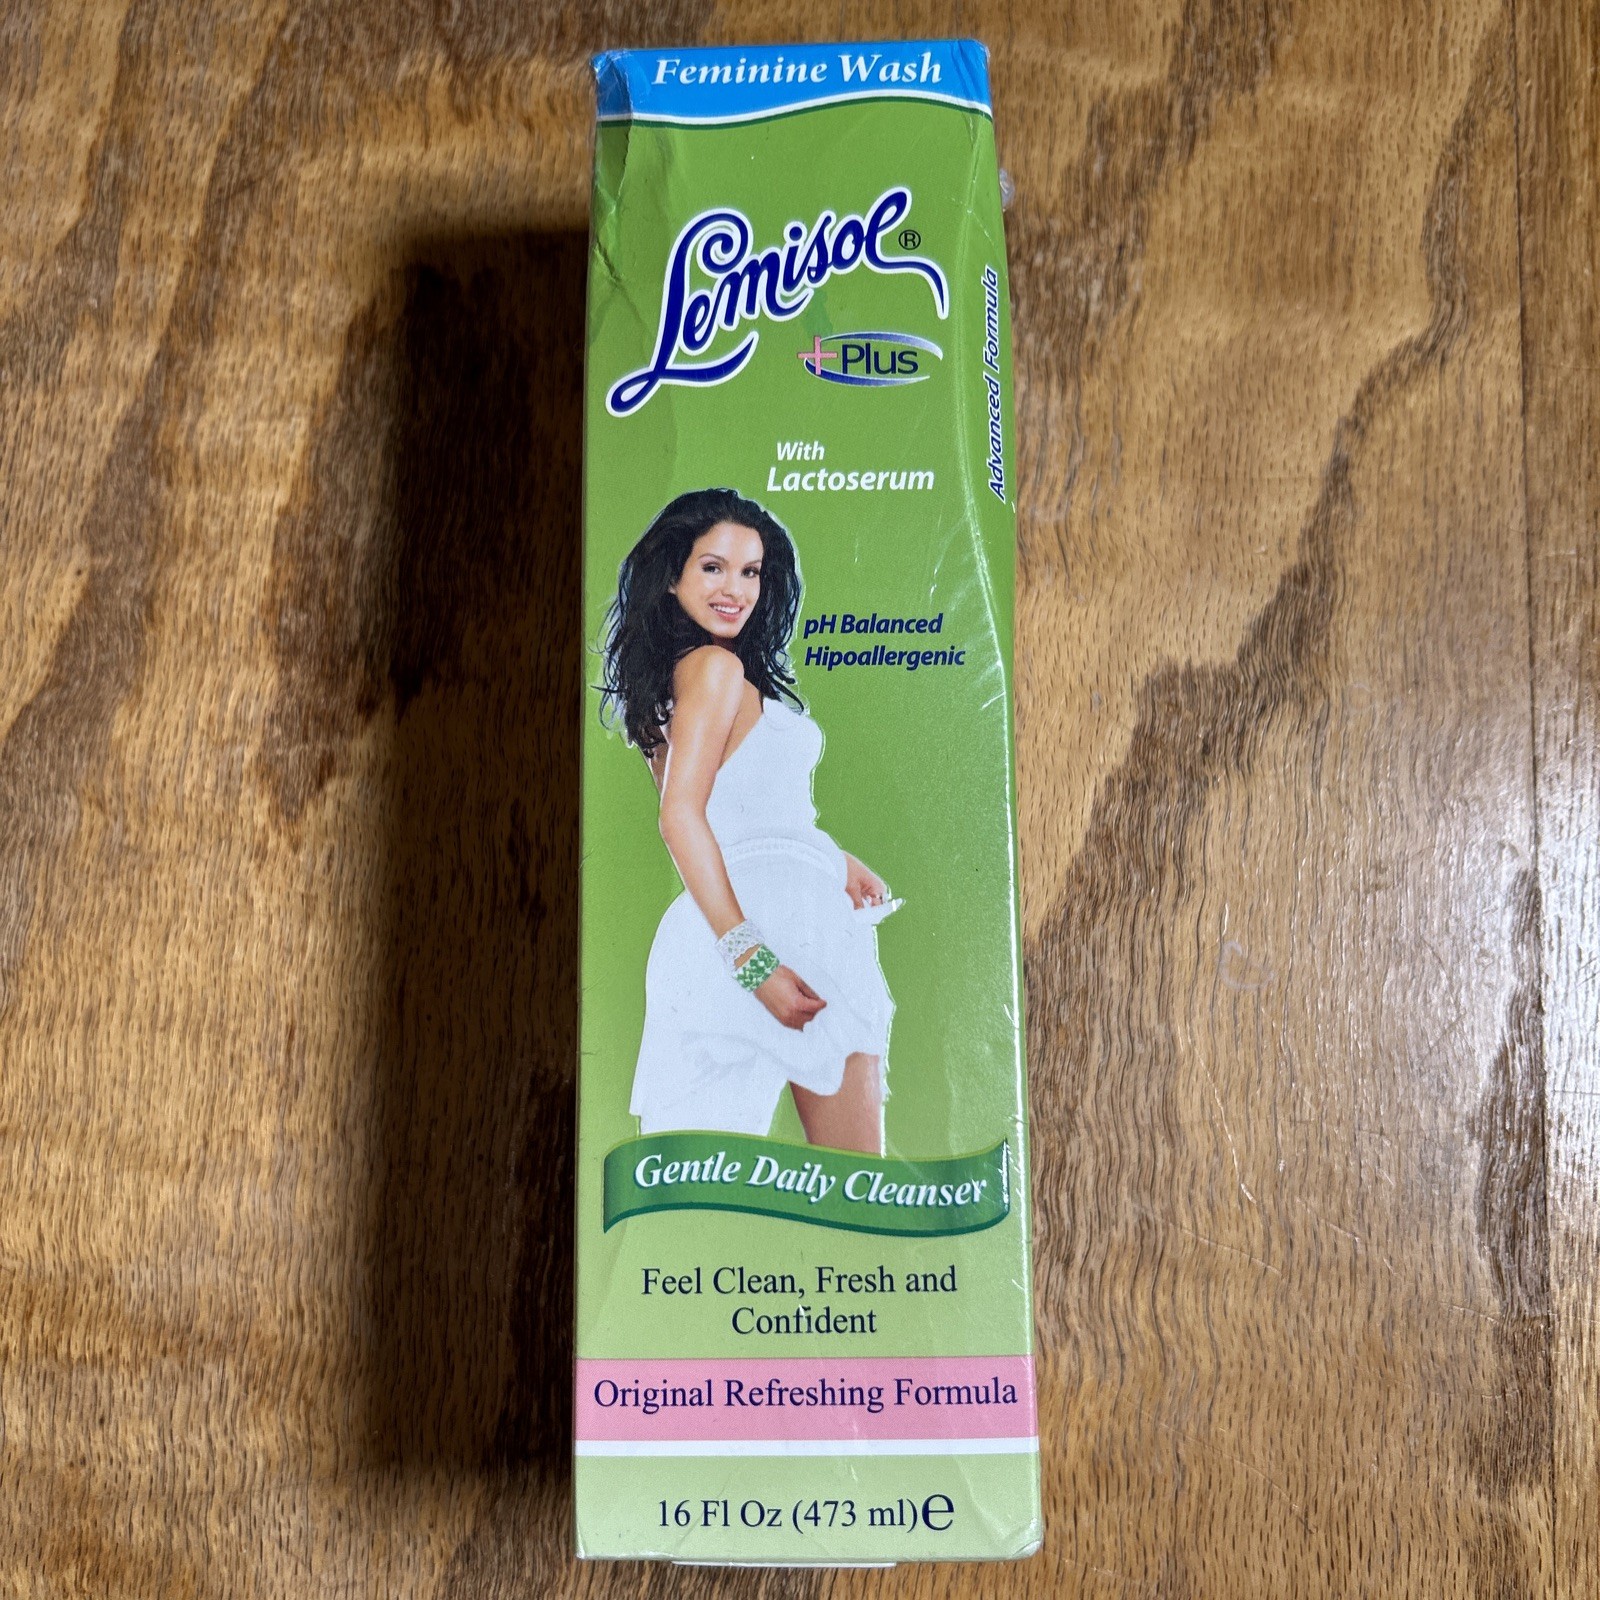 Feminine Wash
Lemisol®
+Plus
Advanced Formula
With
Lactoserum
pH Balanced
Hipoallergenic
Gentle Daily Cleanser
Feel Clean, Fresh and
Confident
Original Refreshing Formula
16 Fl Oz (473 ml)℮